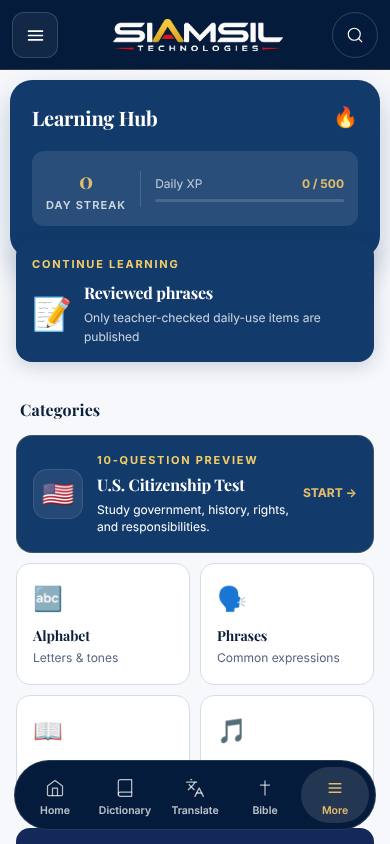 SIAMSIL
TECHNOLOGIES
Learning Hub
0
DAY STREAK
Daily XP
0 / 500
CONTINUE LEARNING
Reviewed phrases
Only teacher-checked daily-use items are
published
Categories
10-QUESTION PREVIEW
U.S. Citizenship Test
Study government, history, rights,
and responsibilities.
START →
abc
Alphabet
Letters & tones
Phrases
Common expressions
Home
Dictionary
Translate
Bible
More